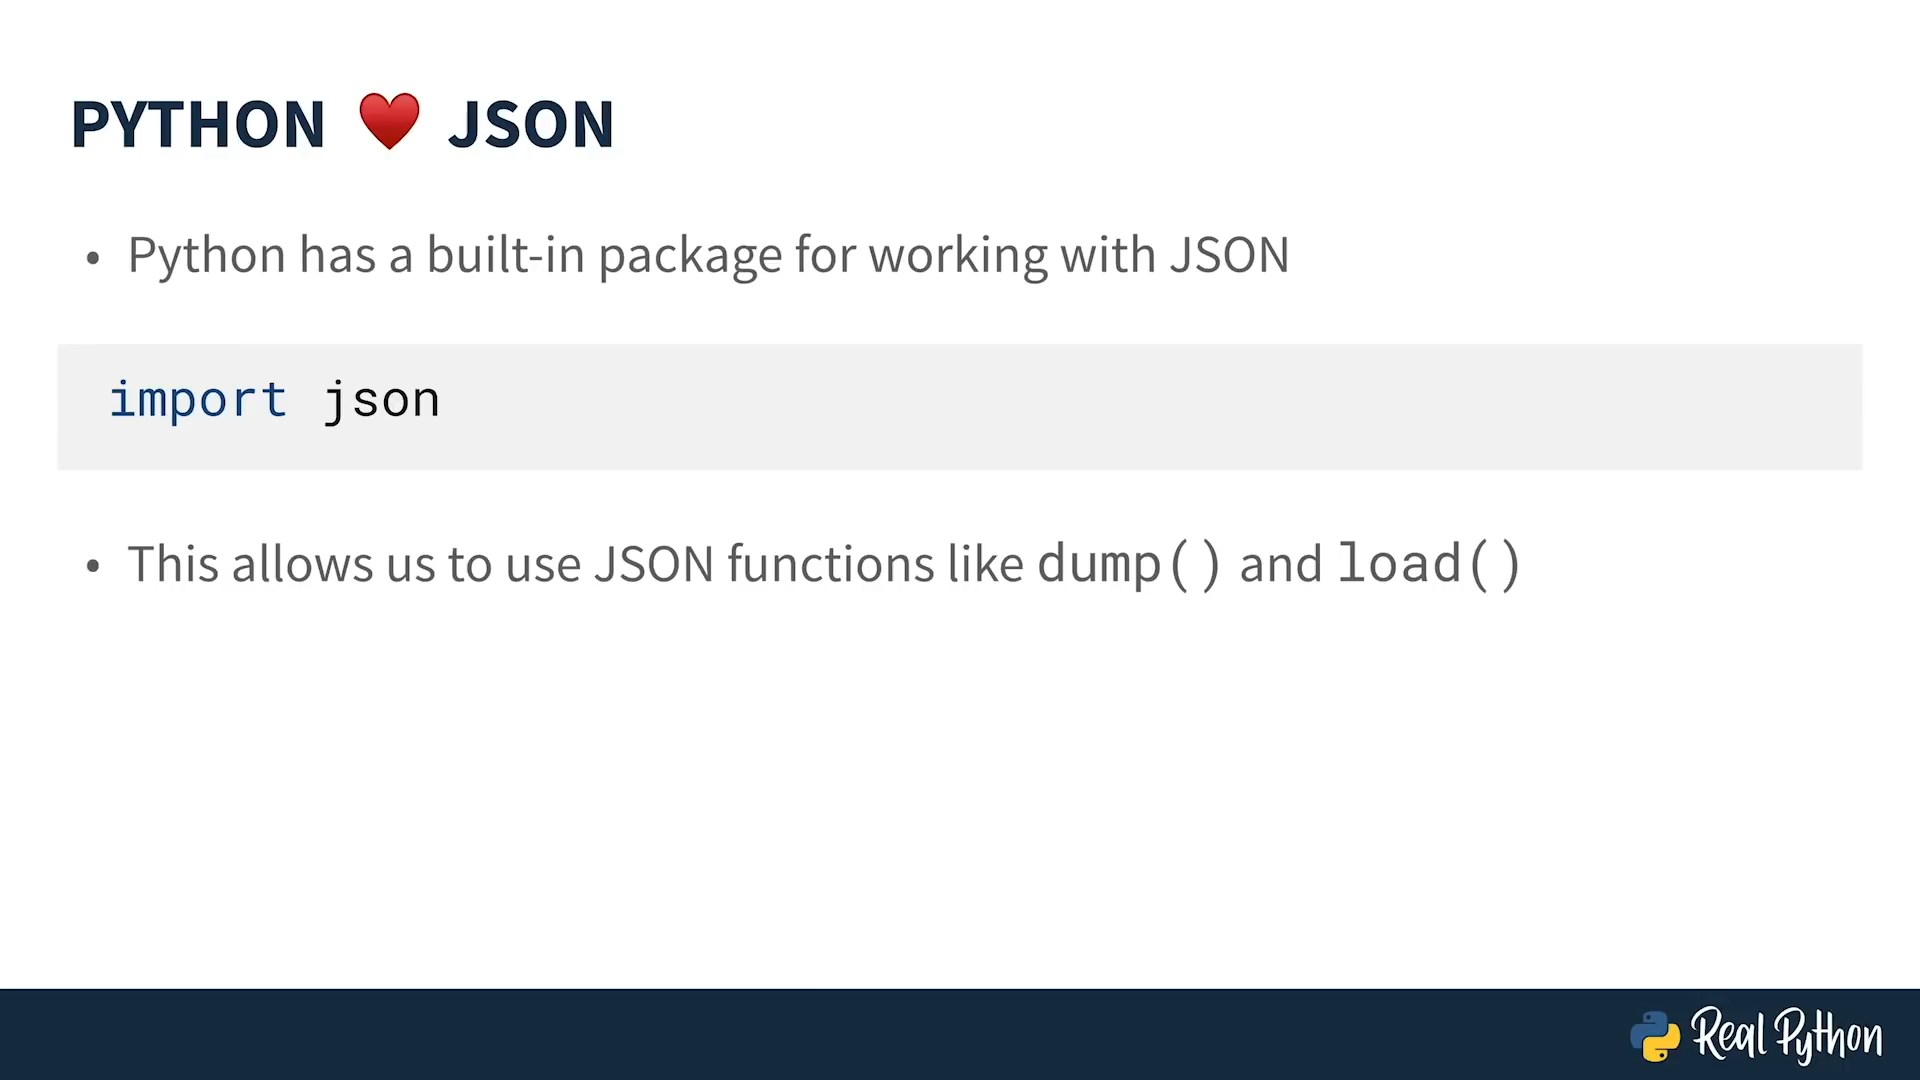 PYTHON ♥ JSON
• Python has a built-in package for working with JSON
import json
• This allows us to use JSON functions like dump() and load()
Real Python